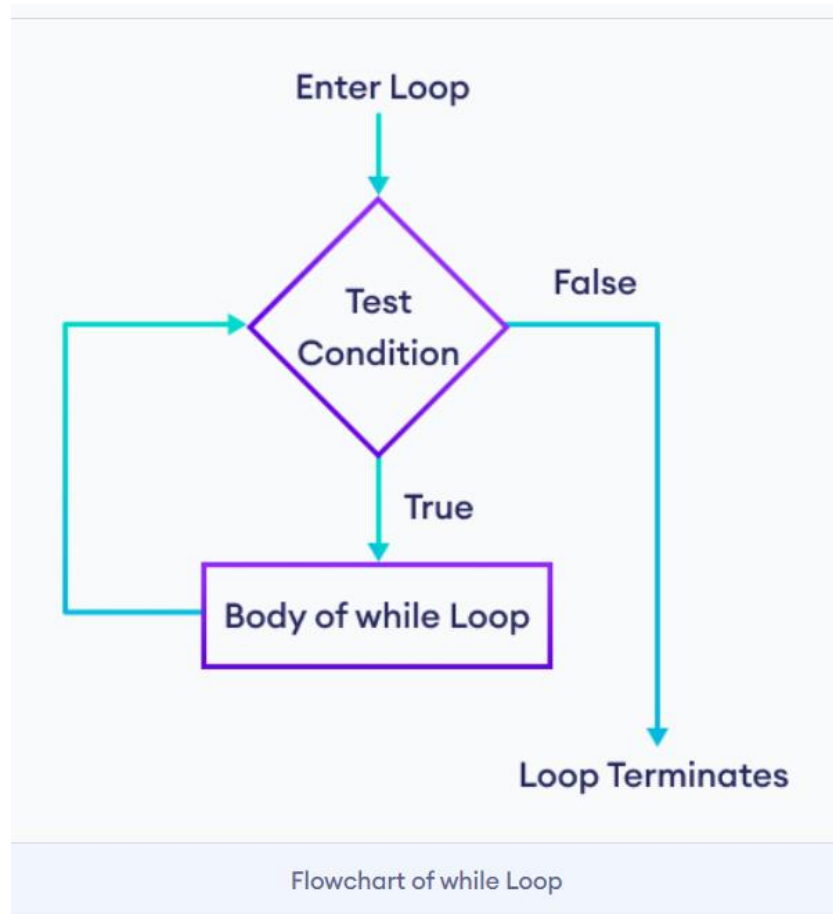 Enter Loop
False
Test
Condition
True
Body of while Loop
Loop Terminates
Flowchart of while Loop